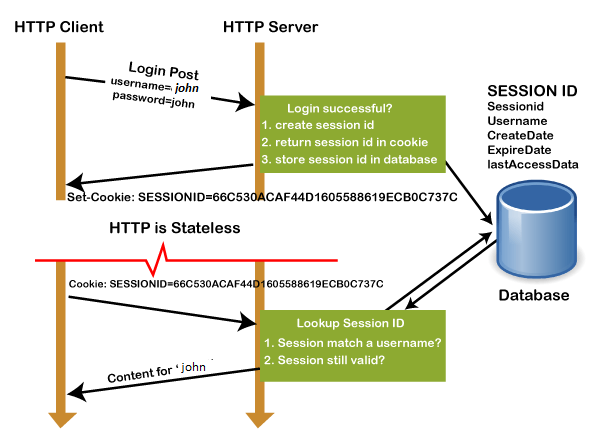 HTTP Client
HTTP Server
Login Post
username= john
password=john
Login successful?
1. create session id
2. return session id in cookie
3. store session id in database
SESSION ID
Sessionid
Username
CreateDate
ExpireDate
lastAccessData
Set-Cookie: SESSIONID=66C530ACAF44D1605588619ECB0C737C
HTTP is Stateless
Cookie: SESSIONID=66C530ACAF44D1605588619ECB0C737C
Database
Lookup Session ID
1. Session match a username?
2. Session still valid?
Content for ‘john ’